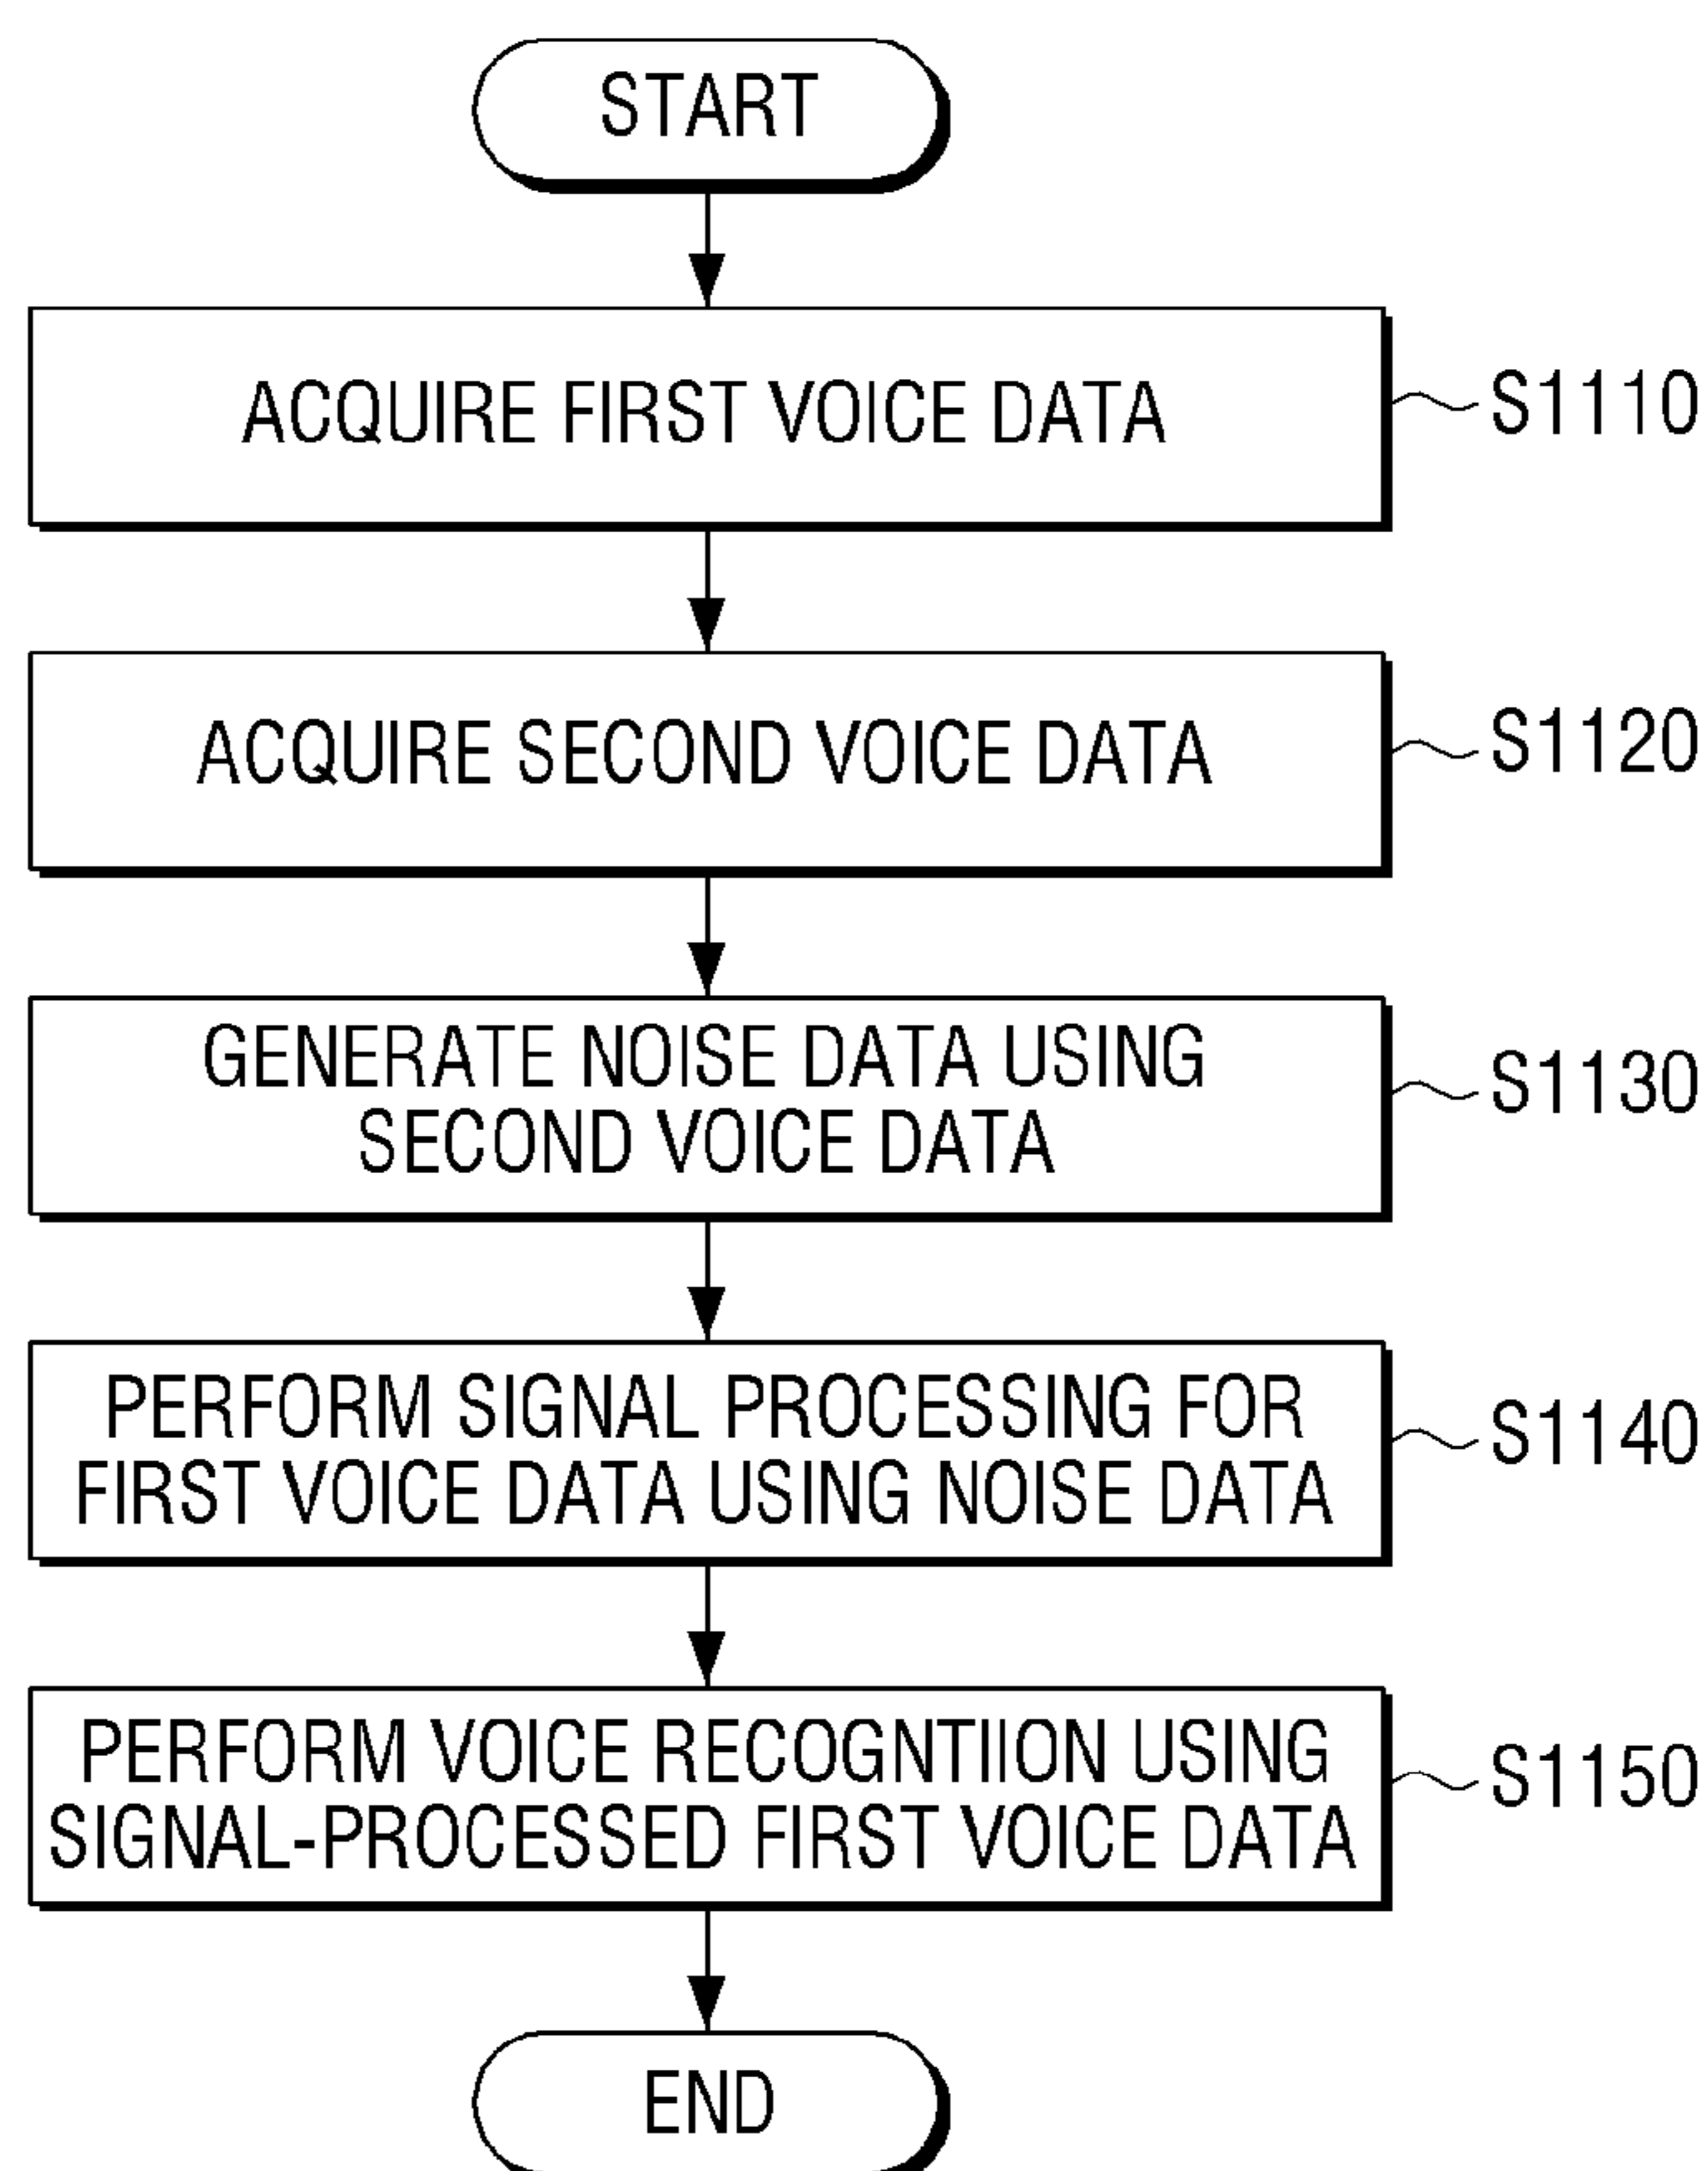 START
ACQUIRE FIRST VOICE DATA
S1110
ACQUIRE SECOND VOICE DATA
S1120
GENERATE NOISE DATA USING
SECOND VOICE DATA
S1130
PERFORM SIGNAL PROCESSING FOR
FIRST VOICE DATA USING NOISE DATA
S1140
PERFORM VOICE RECOGNTIION USING
SIGNAL-PROCESSED FIRST VOICE DATA
S1150
END